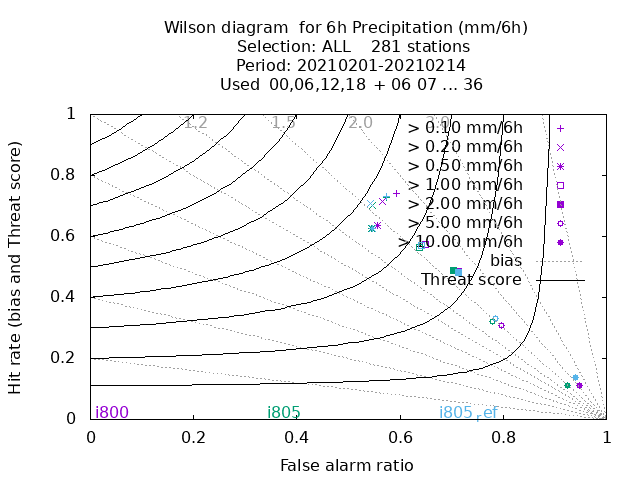 Wilson diagram  for 6h Precipitation (mm/6h)
Selection: ALL    281 stations
Period: 20210201-20210214
Used  00,06,12,18  + 06 07 ... 36
1.2 1.5 2.0 3.0
> 0.10 mm/6h
> 0.20 mm/6h
> 0.50 mm/6h
> 1.00 mm/6h
> 2.00 mm/6h
> 5.00 mm/6h
> 10.00 mm/6h
bias
Threat score
Hit rate (bias and Threat score)
1
0.8
0.6
0.4
0.2
0
i800 i805 i805_ref
0 0.2 0.4 0.6 0.8 1
False alarm ratio